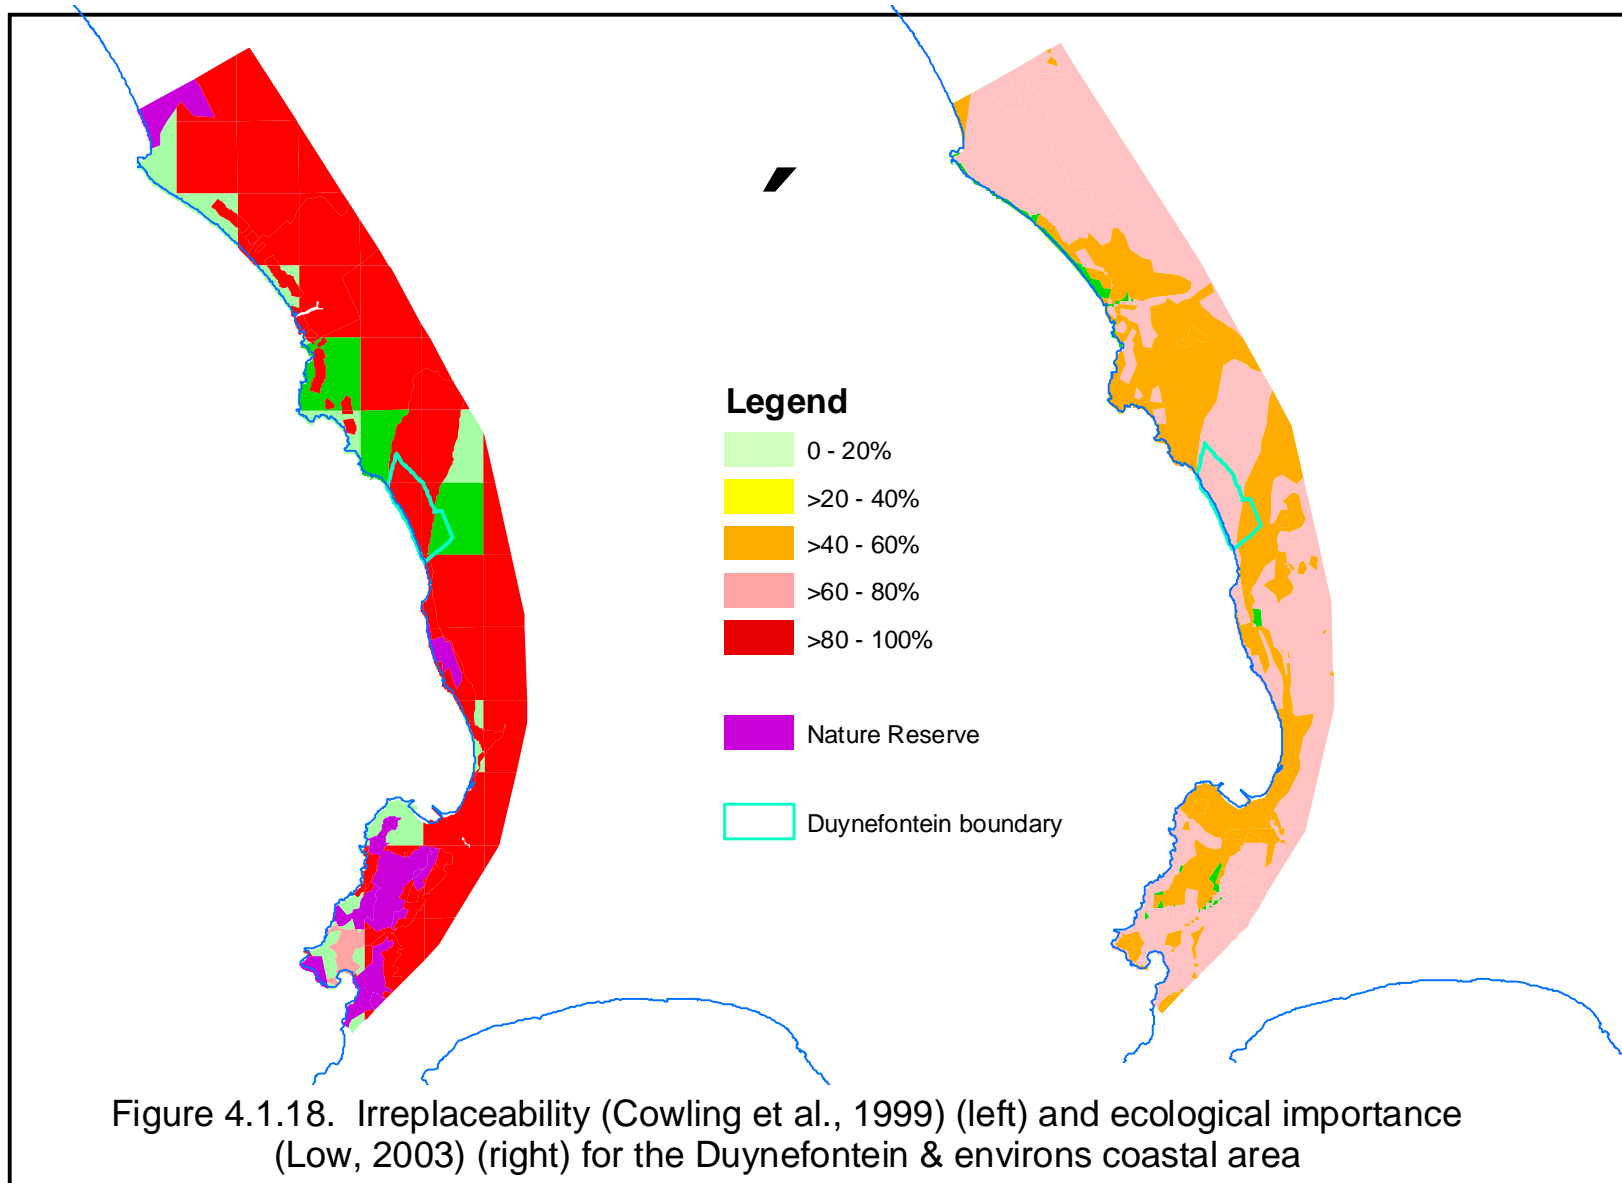 Legend
0 - 20%
>20 - 40%
>40 - 60%
>60 - 80%
>80 - 100%
Nature Reserve
Duynefontein boundary
Figure 4.1.18. Irreplaceability (Cowling et al., 1999) (left) and ecological importance
(Low, 2003) (right) for the Duynefontein & environs coastal area